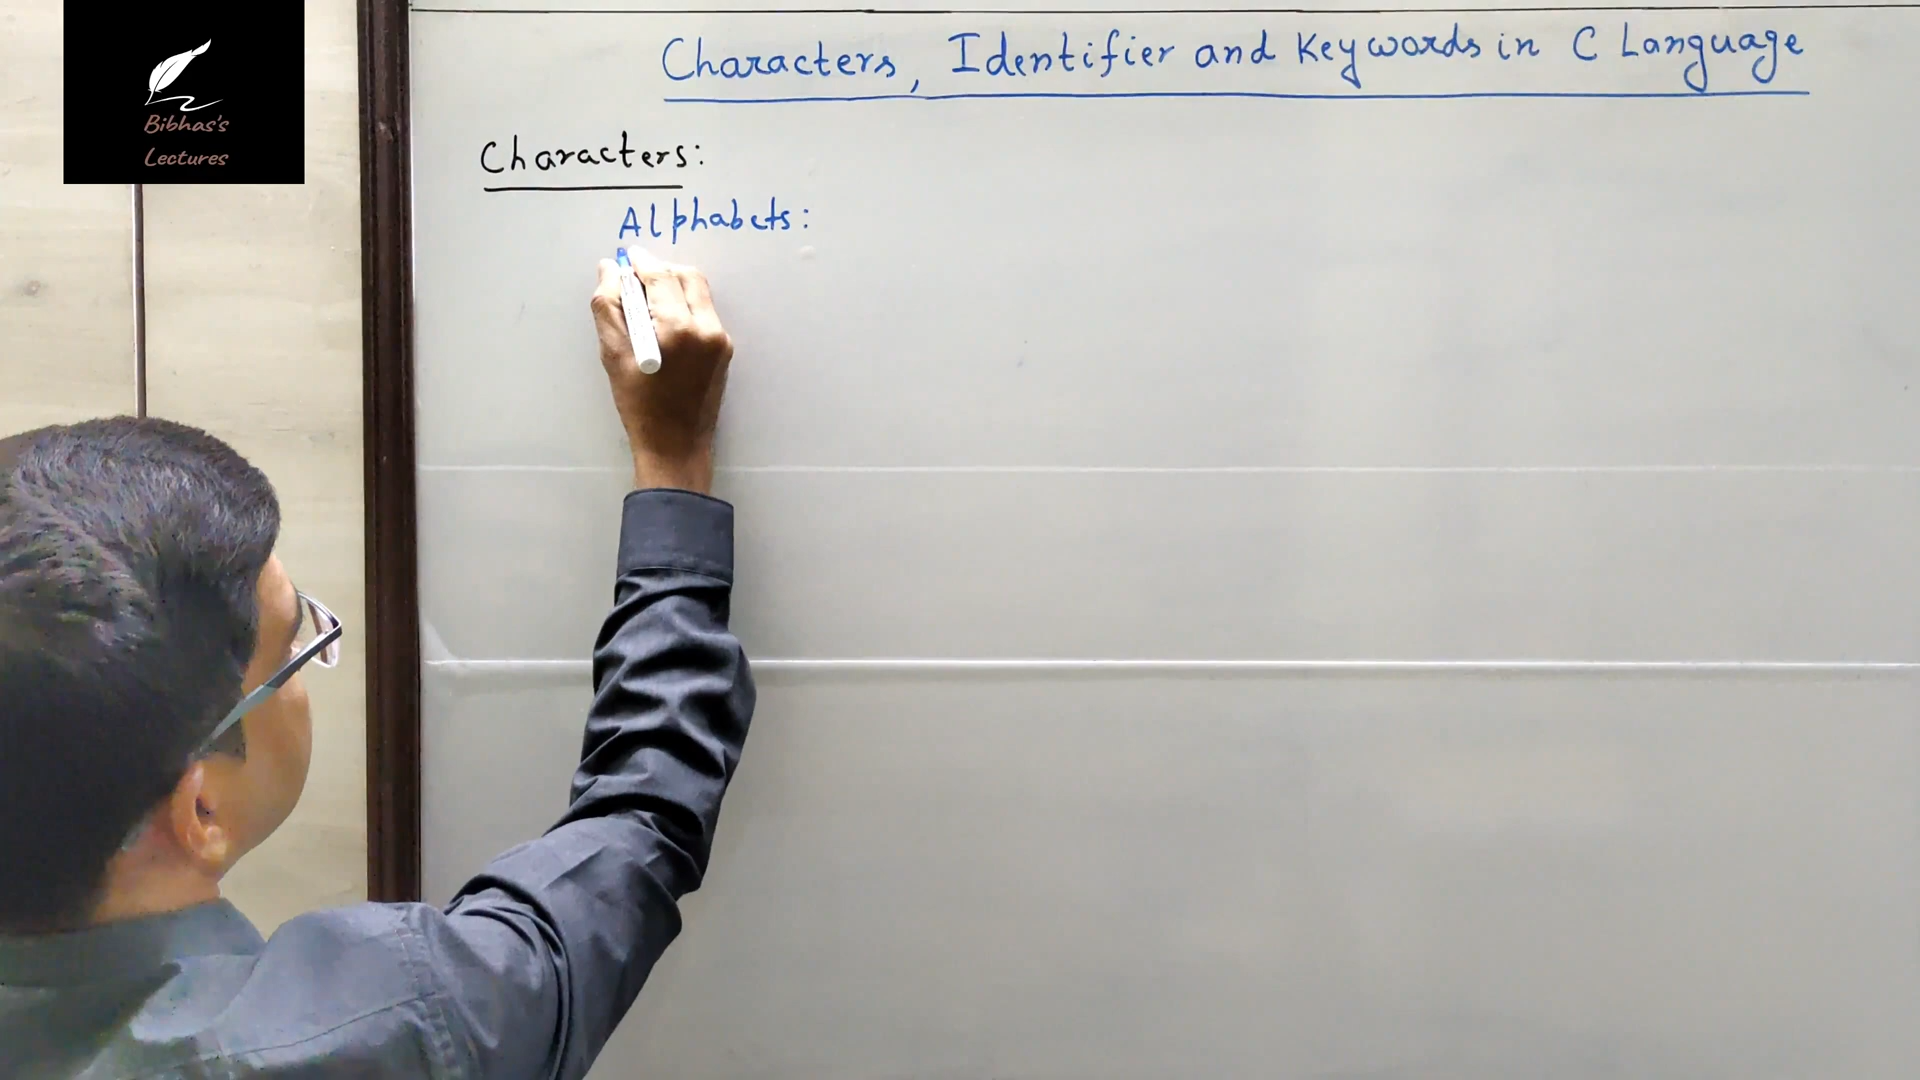 Bibhas's
Lectures
Characters, Identifier and Keywords in C Language
Characters:
Alphabets: